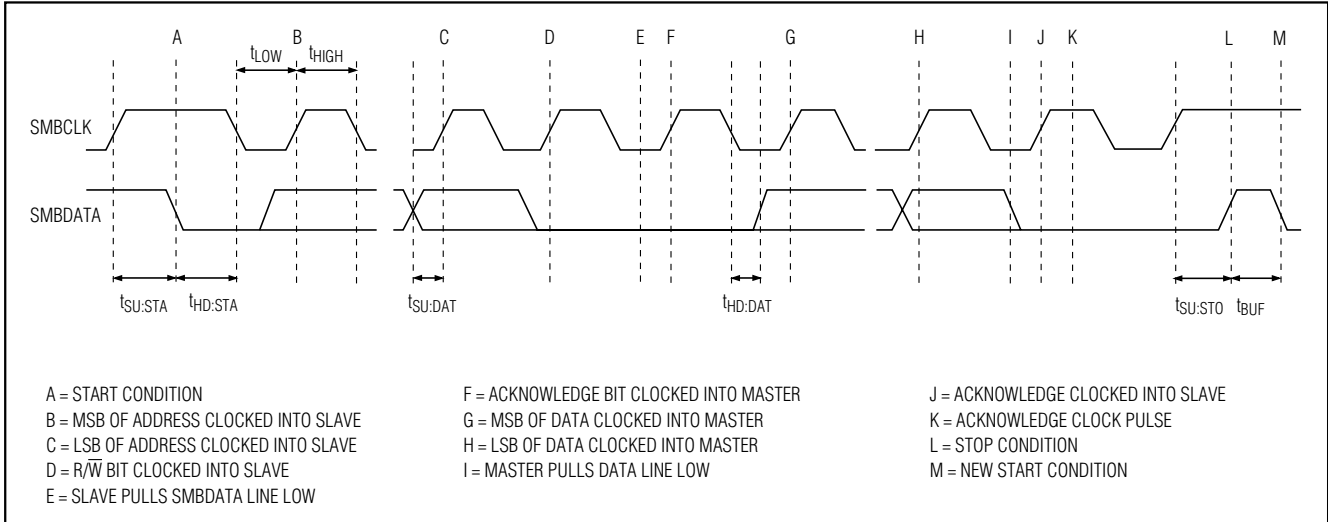 A B C D E F G H I J K L M
tLOW tHIGH
SMBCLK
SMBDATA
tSU:STA tHD:STA tSU:DAT tHD:DAT tSU:STO tBUF
A = START CONDITION
B = MSB OF ADDRESS CLOCKED INTO SLAVE
C = LSB OF ADDRESS CLOCKED INTO SLAVE
D = R/W̅ BIT CLOCKED INTO SLAVE
E = SLAVE PULLS SMBDATA LINE LOW
F = ACKNOWLEDGE BIT CLOCKED INTO MASTER
G = MSB OF DATA CLOCKED INTO MASTER
H = LSB OF DATA CLOCKED INTO MASTER
I = MASTER PULLS DATA LINE LOW
J = ACKNOWLEDGE CLOCKED INTO SLAVE
K = ACKNOWLEDGE CLOCK PULSE
L = STOP CONDITION
M = NEW START CONDITION